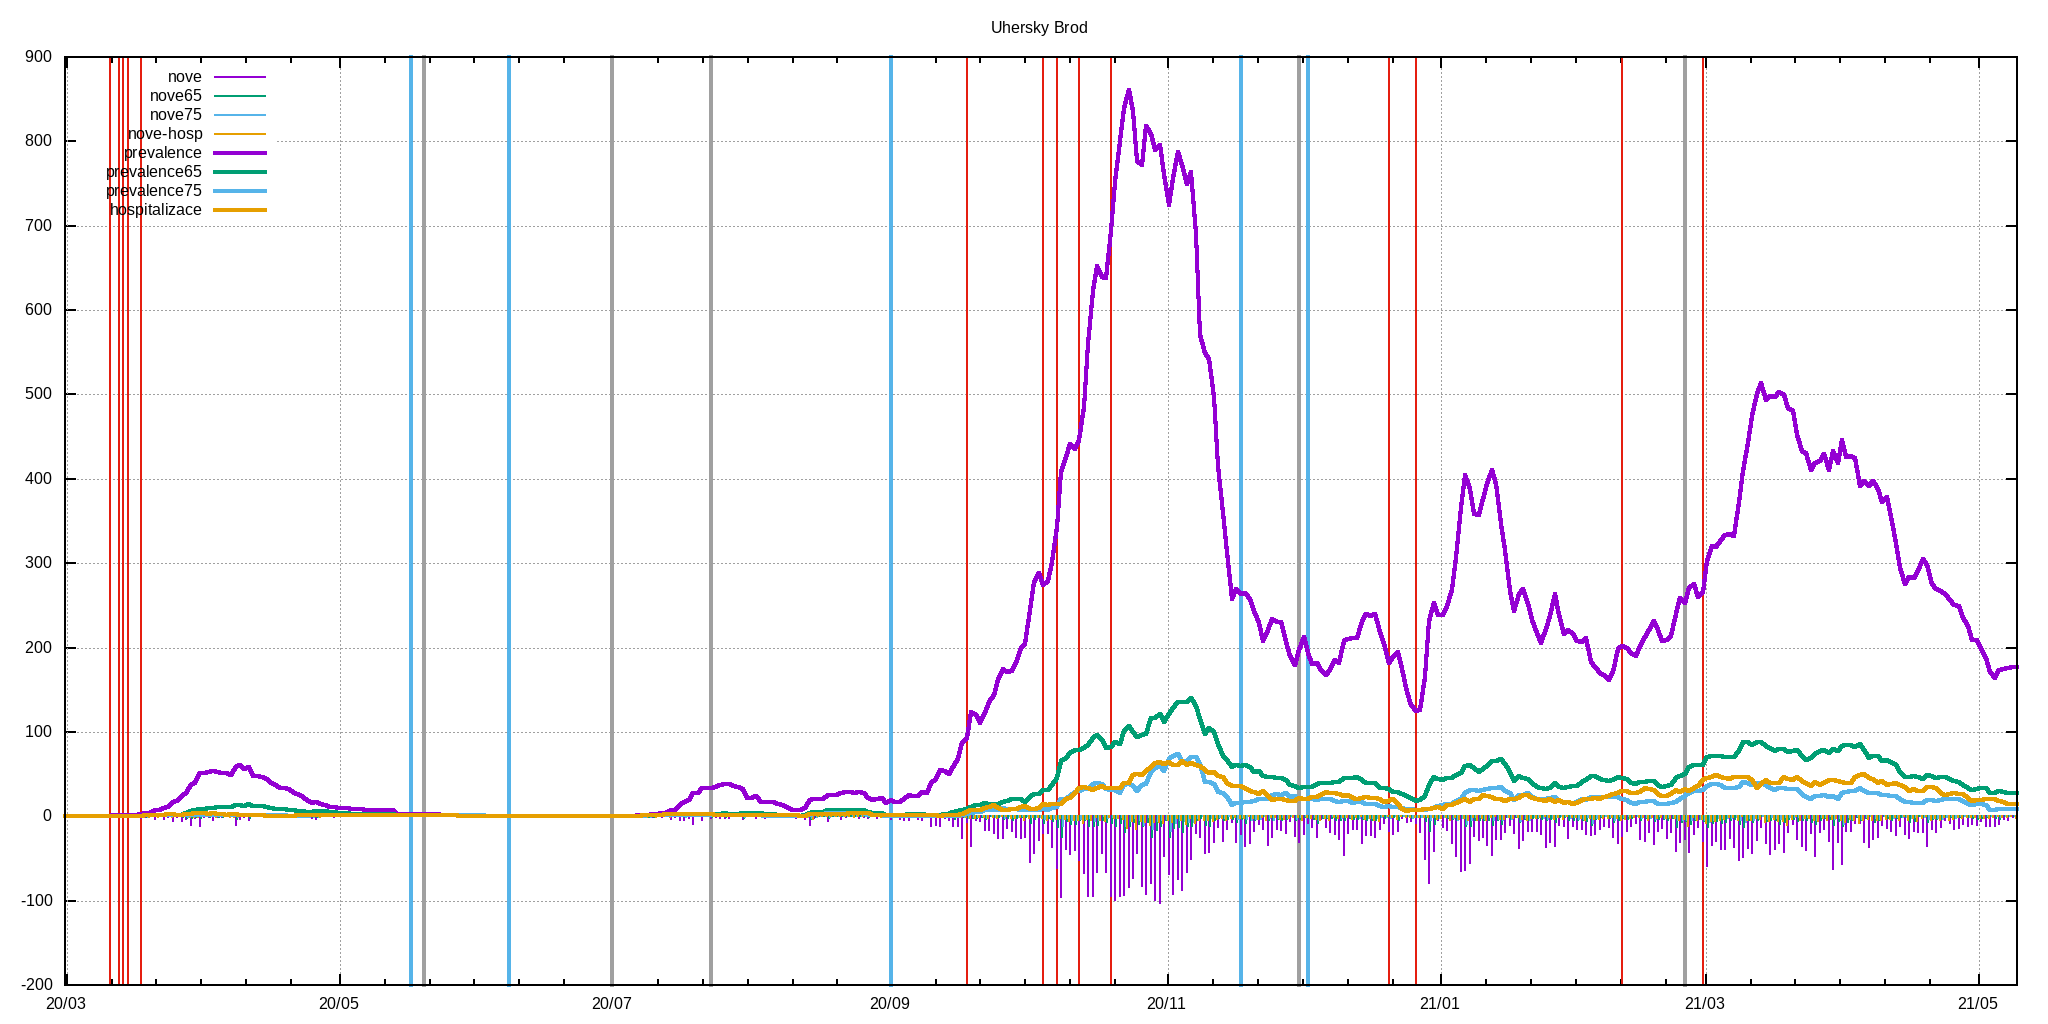 Uhersky Brod
900
800
700
600
500
400
300
200
100
0
-100
-200
nove
nove65
nove75
nove-hosp
prevalence
prevalence65
prevalence75
hospitalizace
20/03 20/05 20/07 20/09 20/11 21/01 21/03 21/05